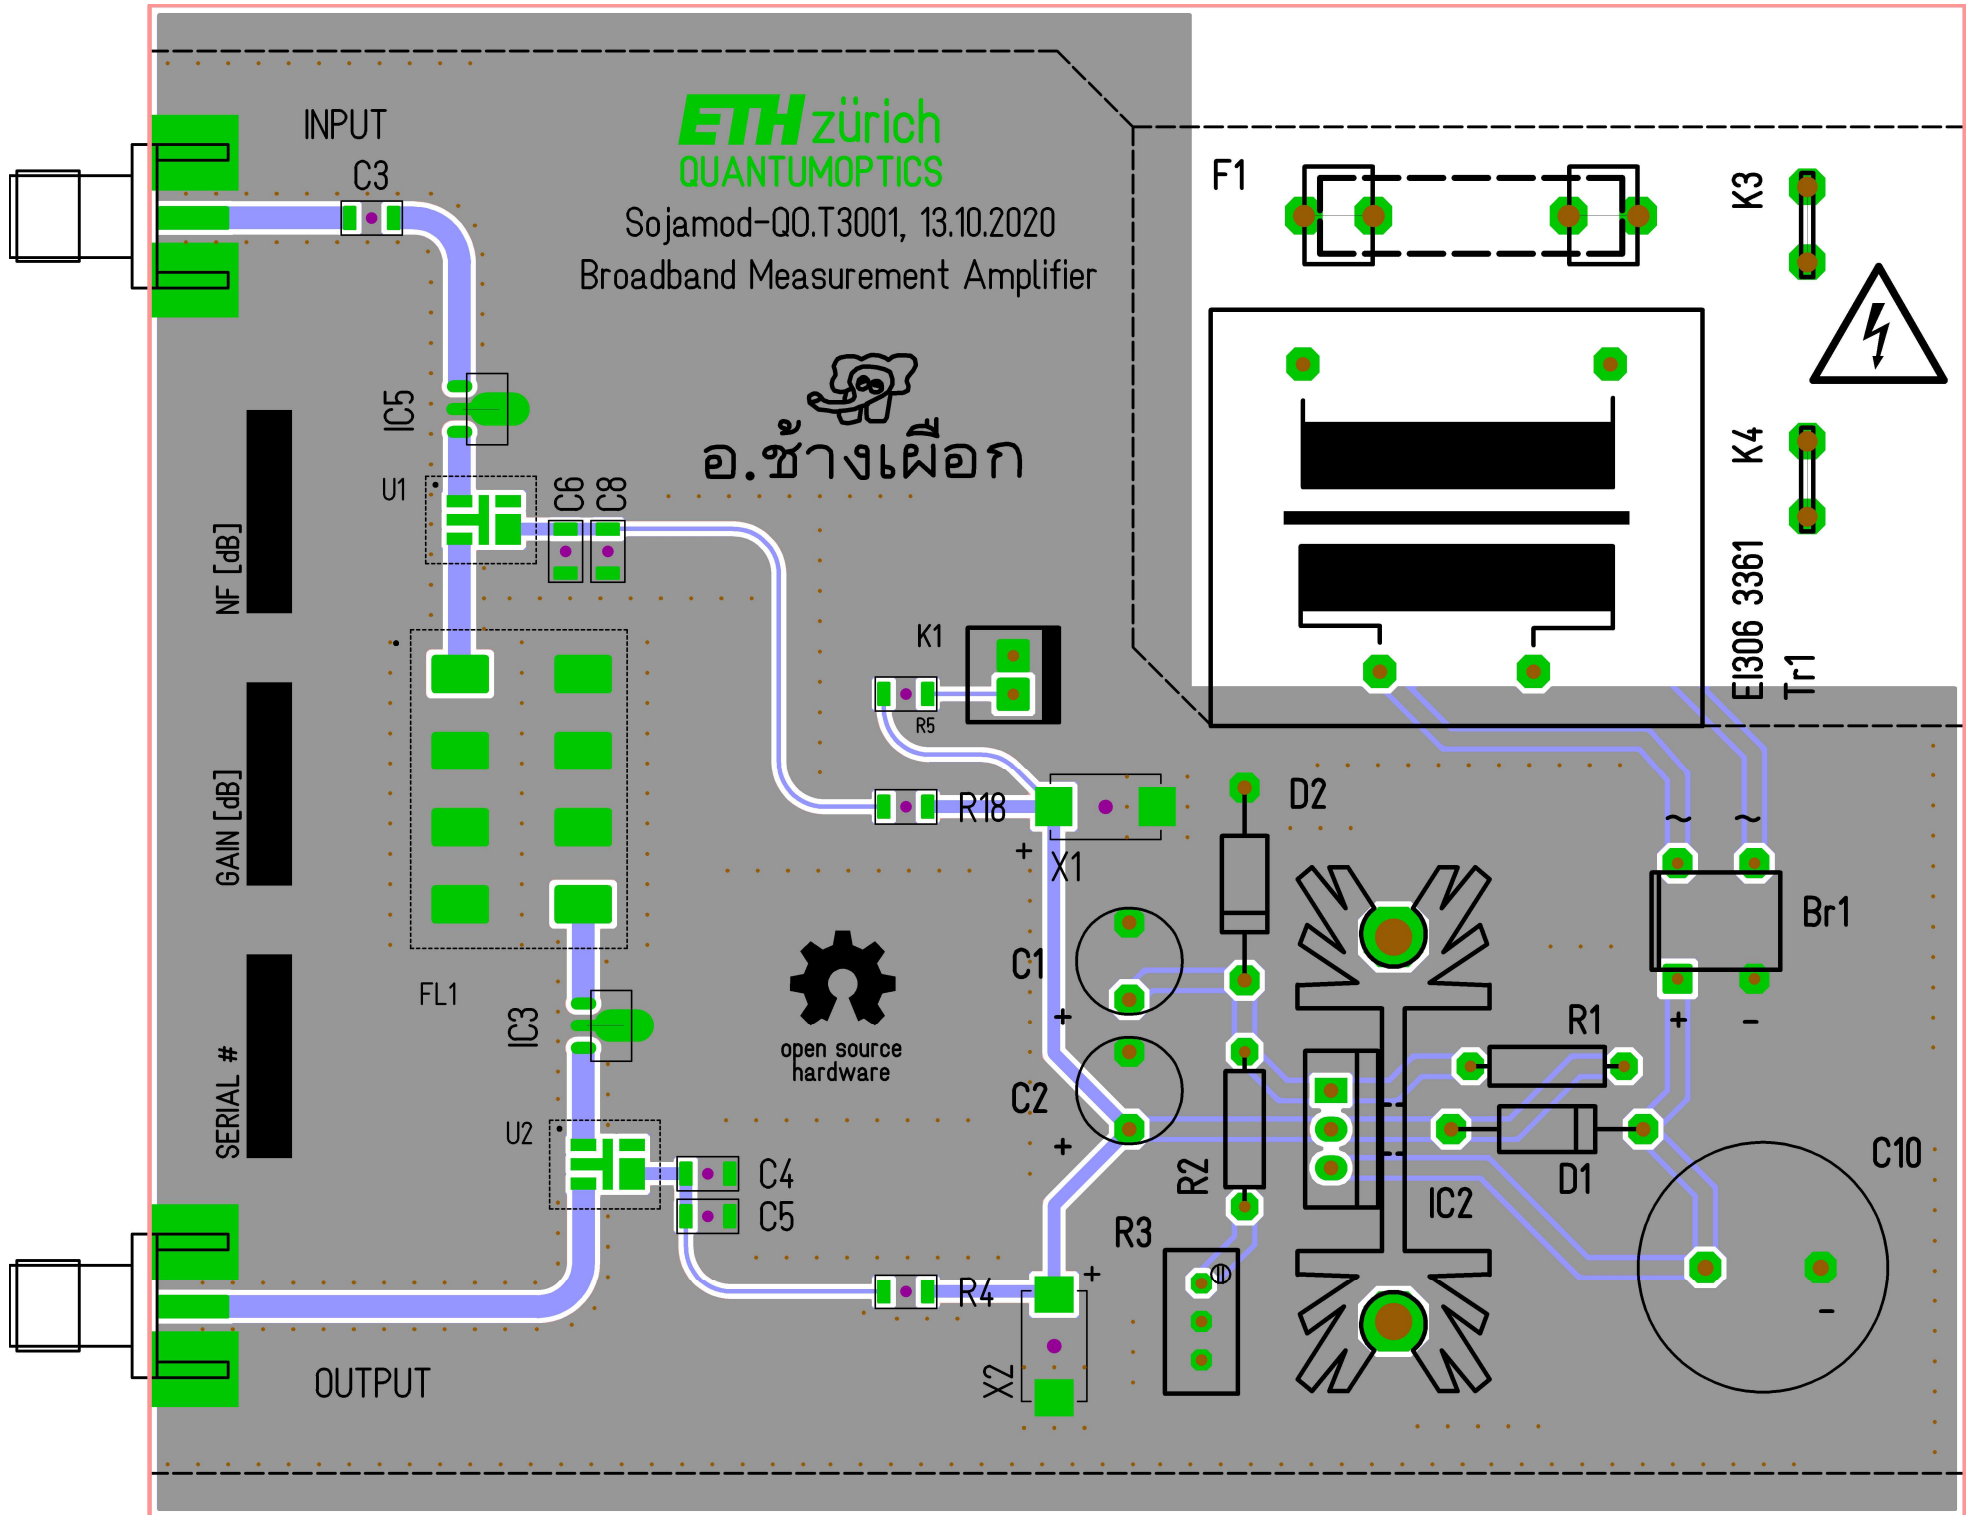 INPUT
C3
ETH zürich
QUANTUMOPTICS
Sojamod-QO.T3001, 13.10.2020
Broadband Measurement Amplifier
F1
K3
IC5
อ.ช้างเผือก
K4
U1
C6
C8
NF [dB]
EI306 3361
Tr1
K1
R5
GAIN [dB]
R18
D2
~
~
+
X1
Br1
C1
FL1
IC3
+
+
-
R1
open source
hardware
SERIAL #
C2
U2
+
C4
R2
D1
C10
C5
IC2
R3
+
R4
-
X2
OUTPUT